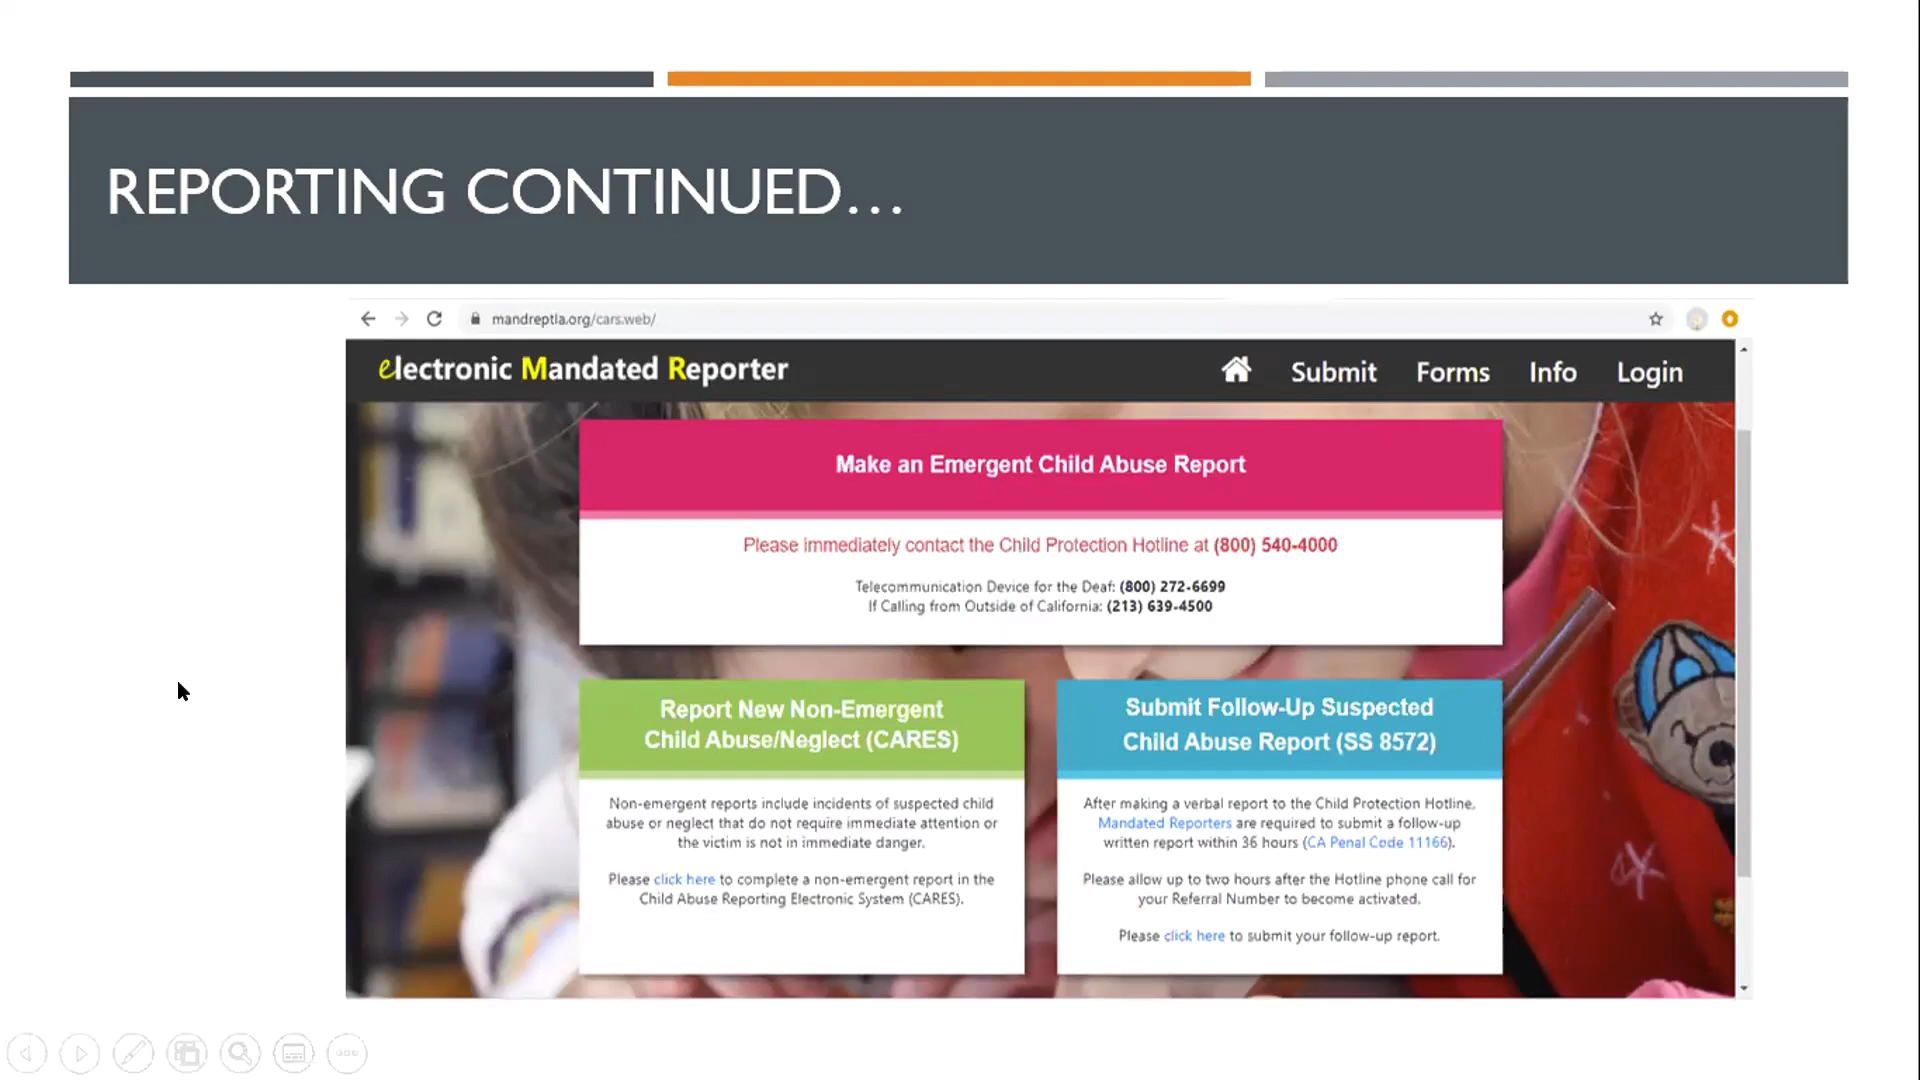 REPORTING CONTINUED...
mandreptla.org/cars.web/
electronic Mandated Reporter
Submit Forms Info Login
Make an Emergent Child Abuse Report
Please immediately contact the Child Protection Hotline at (800) 540-4000
Telecommunication Device for the Deaf: (800) 272-6699
If Calling from Outside of California: (213) 639-4500
Report New Non-Emergent
Child Abuse/Neglect (CARES)
Non-emergent reports include incidents of suspected child
abuse or neglect that do not require immediate attention or
the victim is not in immediate danger.
Please click here to complete a non-emergent report in the
Child Abuse Reporting Electronic System (CARES).
Submit Follow-Up Suspected
Child Abuse Report (SS 8572)
After making a verbal report to the Child Protection Hotline,
Mandated Reporters are required to submit a follow-up
written report within 36 hours (CA Penal Code 11166).
Please allow up to two hours after the Hotline phone call for
your Referral Number to become activated.
Please click here to submit your follow-up report.